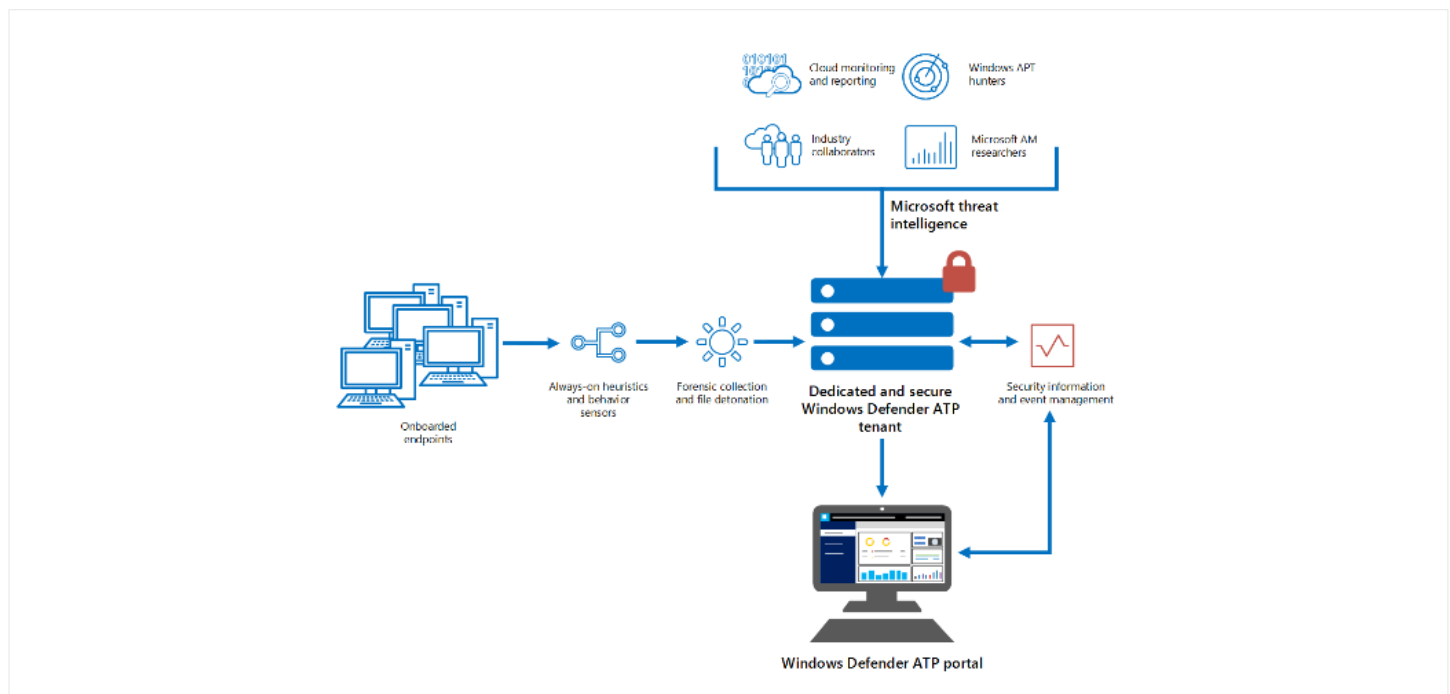 010101
Cloud monitoring
and reporting
Windows APT
hunters
Industry
collaborators
Microsoft AM
researchers
Microsoft threat
intelligence
Onboarded
endpoints
Always-on heuristics
and behavior
sensors
Forensic collection
and file detonation
Dedicated and secure
Windows Defender ATP
tenant
Security information
and event management
Windows Defender ATP portal